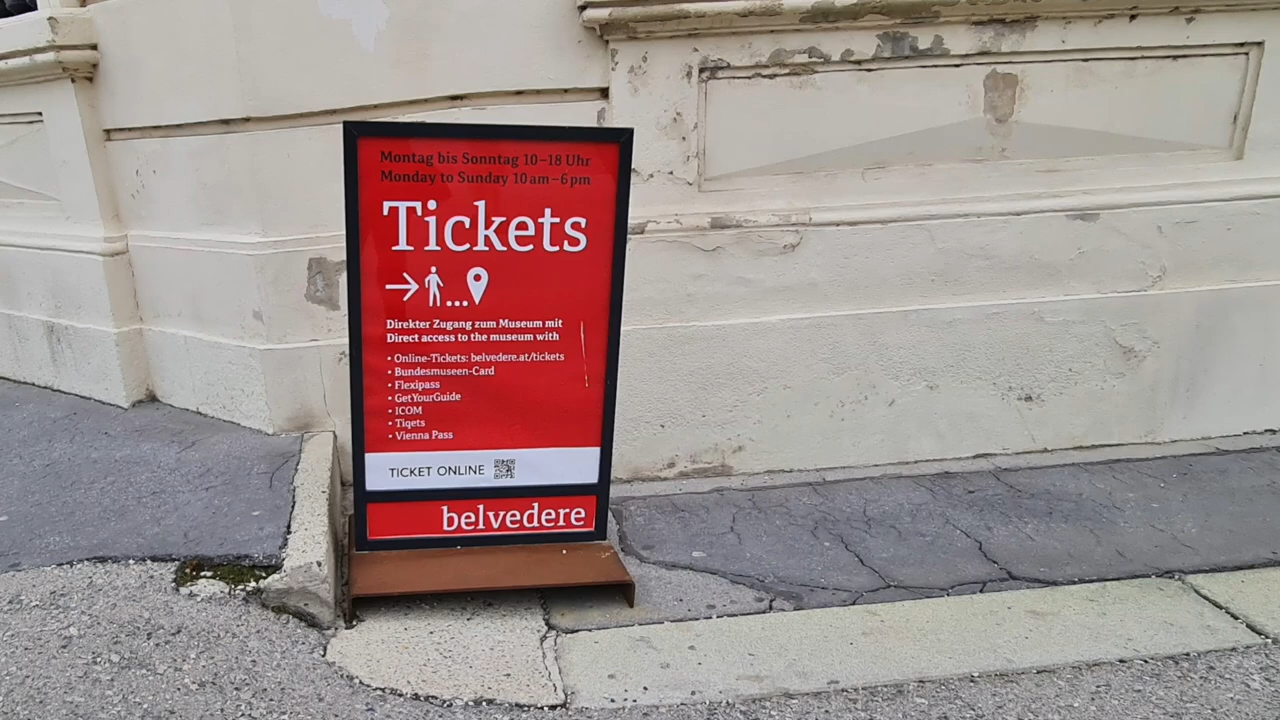 Montag bis Sonntag 10–18 Uhr
Monday to Sunday 10 am – 6 pm
Tickets
Direkter Zugang zum Museum mit
Direct access to the museum with
• Online-Tickets: belvedere.at/tickets
• Bundesmuseen-Card
• Flexipass
• GetYourGuide
• ICOM
• Tiqets
• Vienna Pass
TICKET ONLINE
belvedere